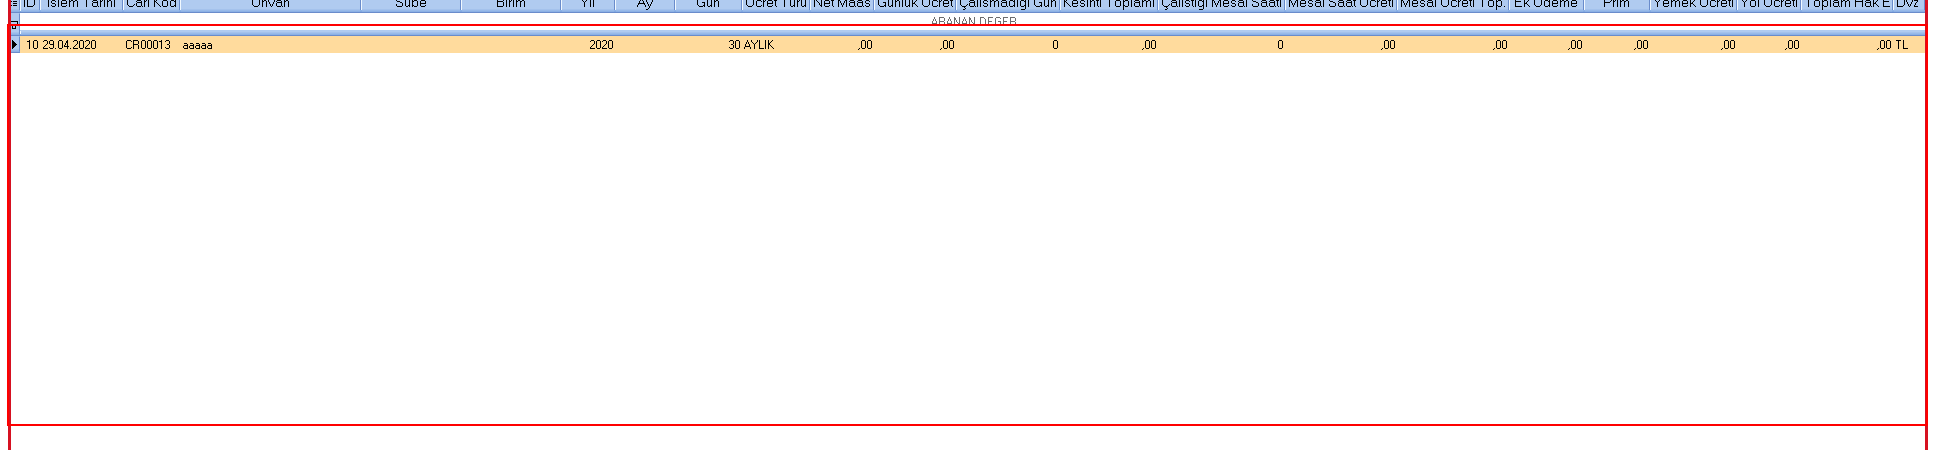 ID İşlem Tarihi Cari Kod Ünvan Şube Birim Yıl Ay Gün Ücret Türü Net Maaş Günlük Ücret Çalışmadığı Gün Kesinti Toplamı Çalıştığı Mesai Saati Mesai Saat Ücreti Mesai Ücreti Top. Ek Ödeme Prim Yemek Ücreti Yol Ücreti Toplam Hak E Dvz
ARANAN DEĞER
10 29.04.2020 CR00013 aaaaa 2020 30 AYLIK ,00 ,00 0 ,00 0 ,00 ,00 ,00 ,00 ,00 ,00 ,00 TL